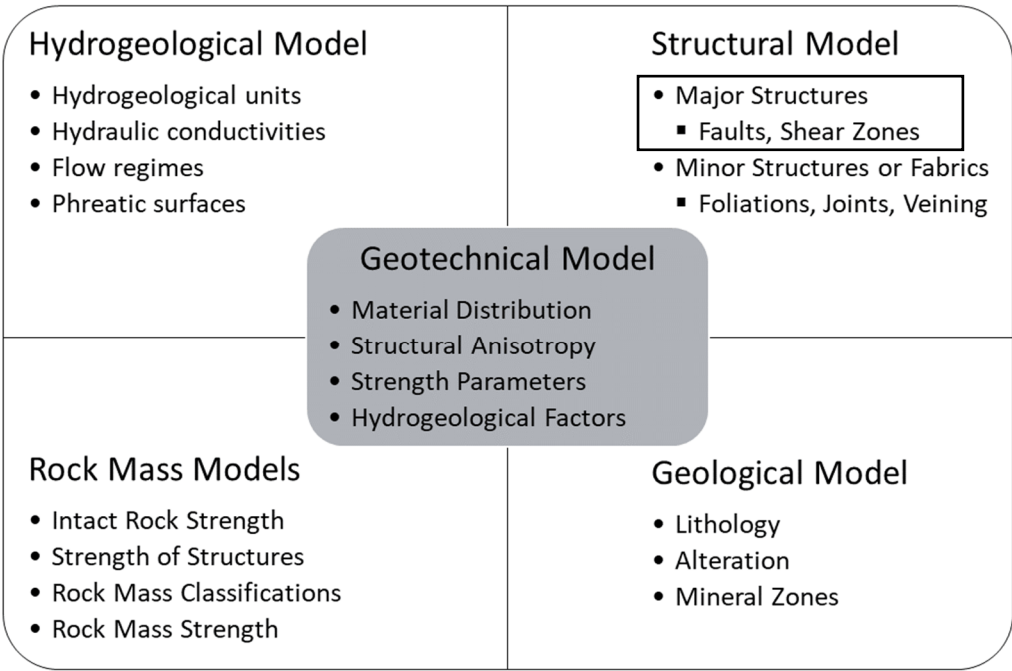 Hydrogeological Model
• Hydrogeological units
• Hydraulic conductivities
• Flow regimes
• Phreatic surfaces
Structural Model
• Major Structures
▪ Faults, Shear Zones
• Minor Structures or Fabrics
▪ Foliations, Joints, Veining
Geotechnical Model
• Material Distribution
• Structural Anisotropy
• Strength Parameters
• Hydrogeological Factors
Rock Mass Models
• Intact Rock Strength
• Strength of Structures
• Rock Mass Classifications
• Rock Mass Strength
Geological Model
• Lithology
• Alteration
• Mineral Zones